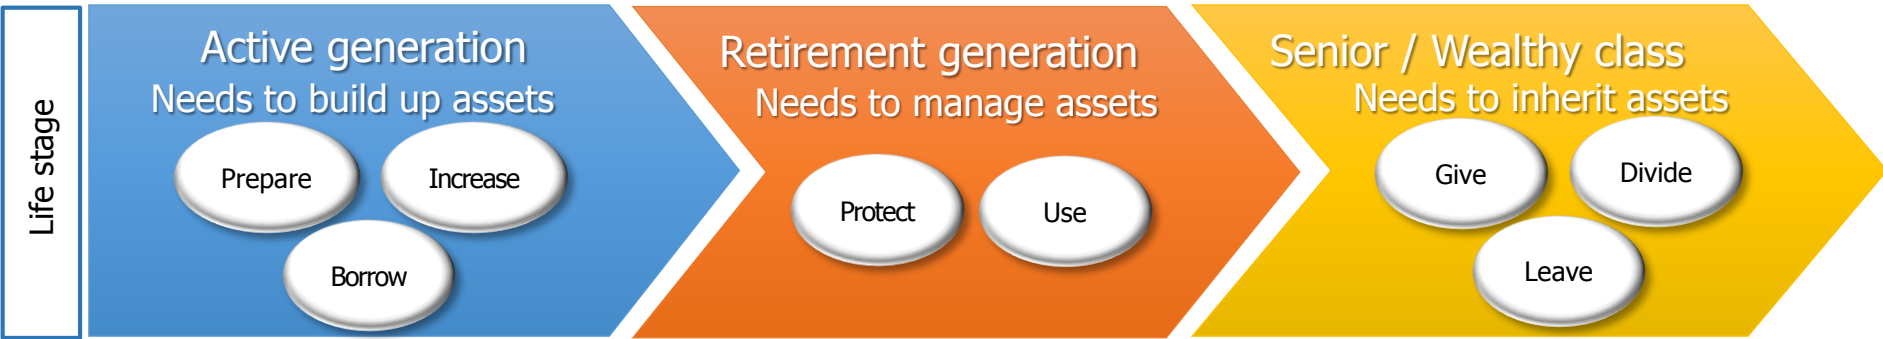 Life stage
Active generation
Needs to build up assets
Prepare
Increase
Borrow
Retirement generation
Needs to manage assets
Protect
Use
Senior / Wealthy class
Needs to inherit assets
Give
Divide
Leave